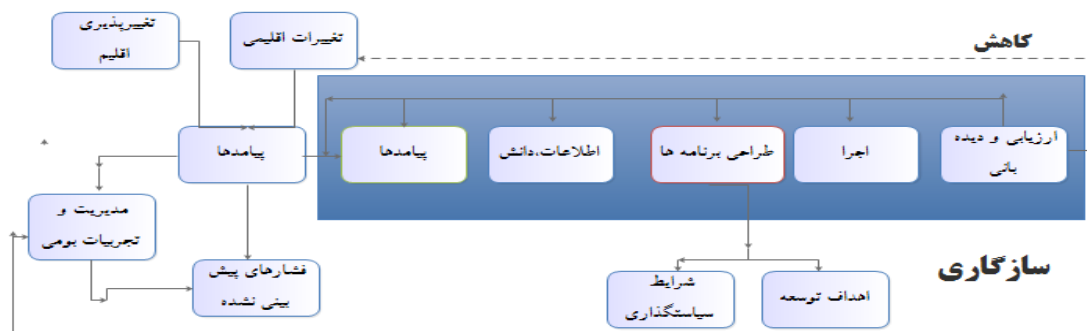 تغییرپذیری
اقلیم
تغییرات اقلیمی
کاهش
پیامدها
پیامدها
اطلاعات،دانش
طراحی برنامه ها
اجرا
ارزیابی و دیده
بانی
مدیریت و
تجربیات بومی
فشارهای پیش
بینی نشده
شرایط
سیاستگذاری
اهداف توسعه
سازگاری